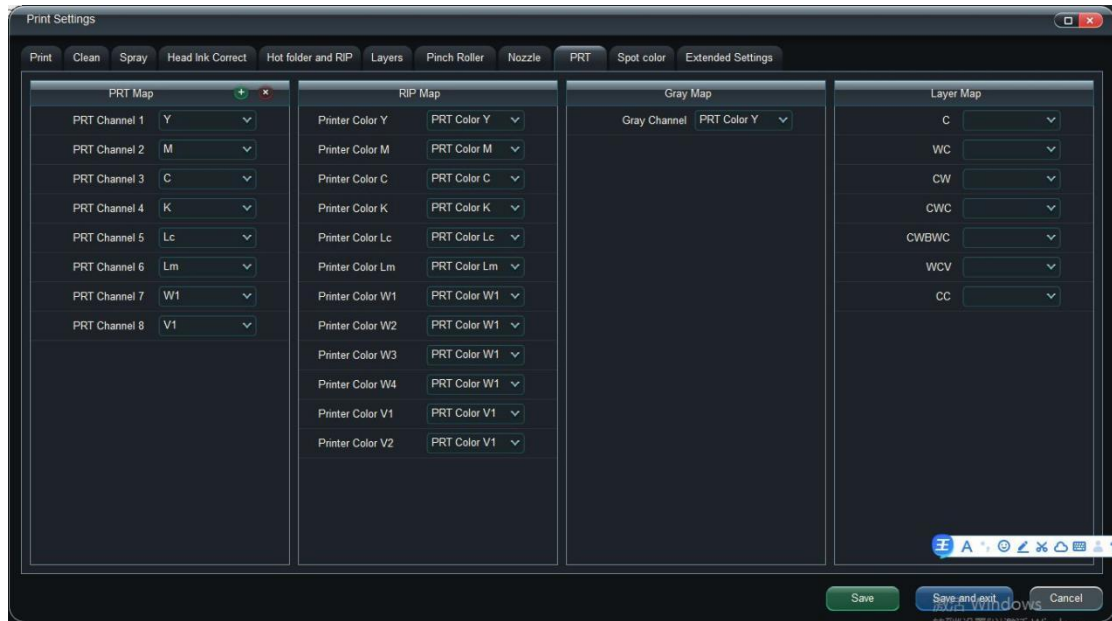 Print Settings
Print Clean Spray Head Ink Correct Hot folder and RIP Layers Pinch Roller Nozzle PRT Spot color Extended Settings
PRT Map
PRT Channel 1 Y
PRT Channel 2 M
PRT Channel 3 C
PRT Channel 4 K
PRT Channel 5 Lc
PRT Channel 6 Lm
PRT Channel 7 W1
PRT Channel 8 V1
RIP Map
Printer Color Y PRT Color Y
Printer Color M PRT Color M
Printer Color C PRT Color C
Printer Color K PRT Color K
Printer Color Lc PRT Color Lc
Printer Color Lm PRT Color Lm
Printer Color W1 PRT Color W1
Printer Color W2 PRT Color W1
Printer Color W3 PRT Color W1
Printer Color W4 PRT Color W1
Printer Color V1 PRT Color V1
Printer Color V2 PRT Color V1
Gray Map
Gray Channel PRT Color Y
Layer Map
C
WC
CW
CWC
CWBWC
WCV
CC
王 A
Save Save and exit Cancel
激活 Windows